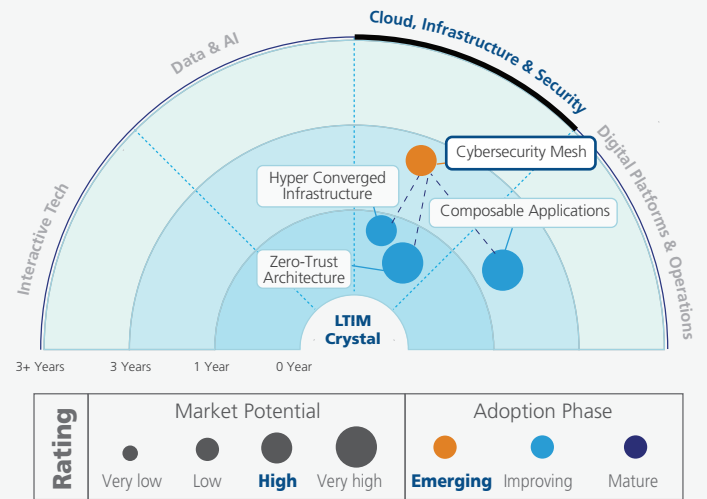 Cloud, Infrastructure & Security
Data & AI
Digital Platforms & Operations
Interactive Tech
Cybersecurity Mesh
Hyper Converged
Infrastructure
Composable Applications
Zero-Trust
Architecture
LTIM
Crystal
3+ Years
3 Years
1 Year
0 Year
Rating
Market Potential
Very low
Low
High
Very high
Adoption Phase
Emerging
Improving
Mature